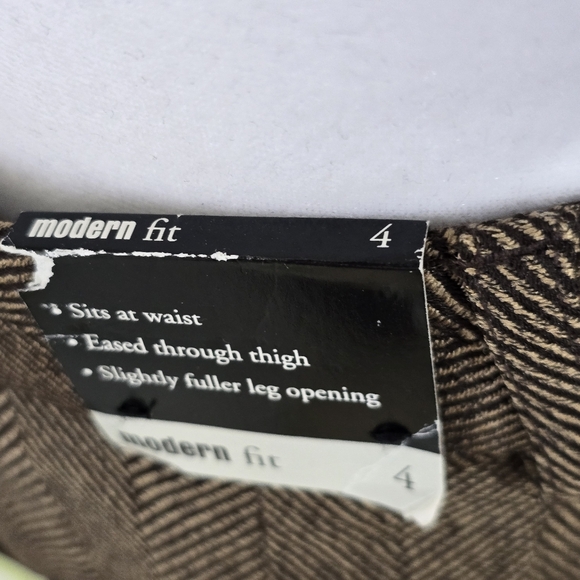 modern fit 4
• Sits at waist
• Eased through thigh
• Slightly fuller leg opening
modern fit 4